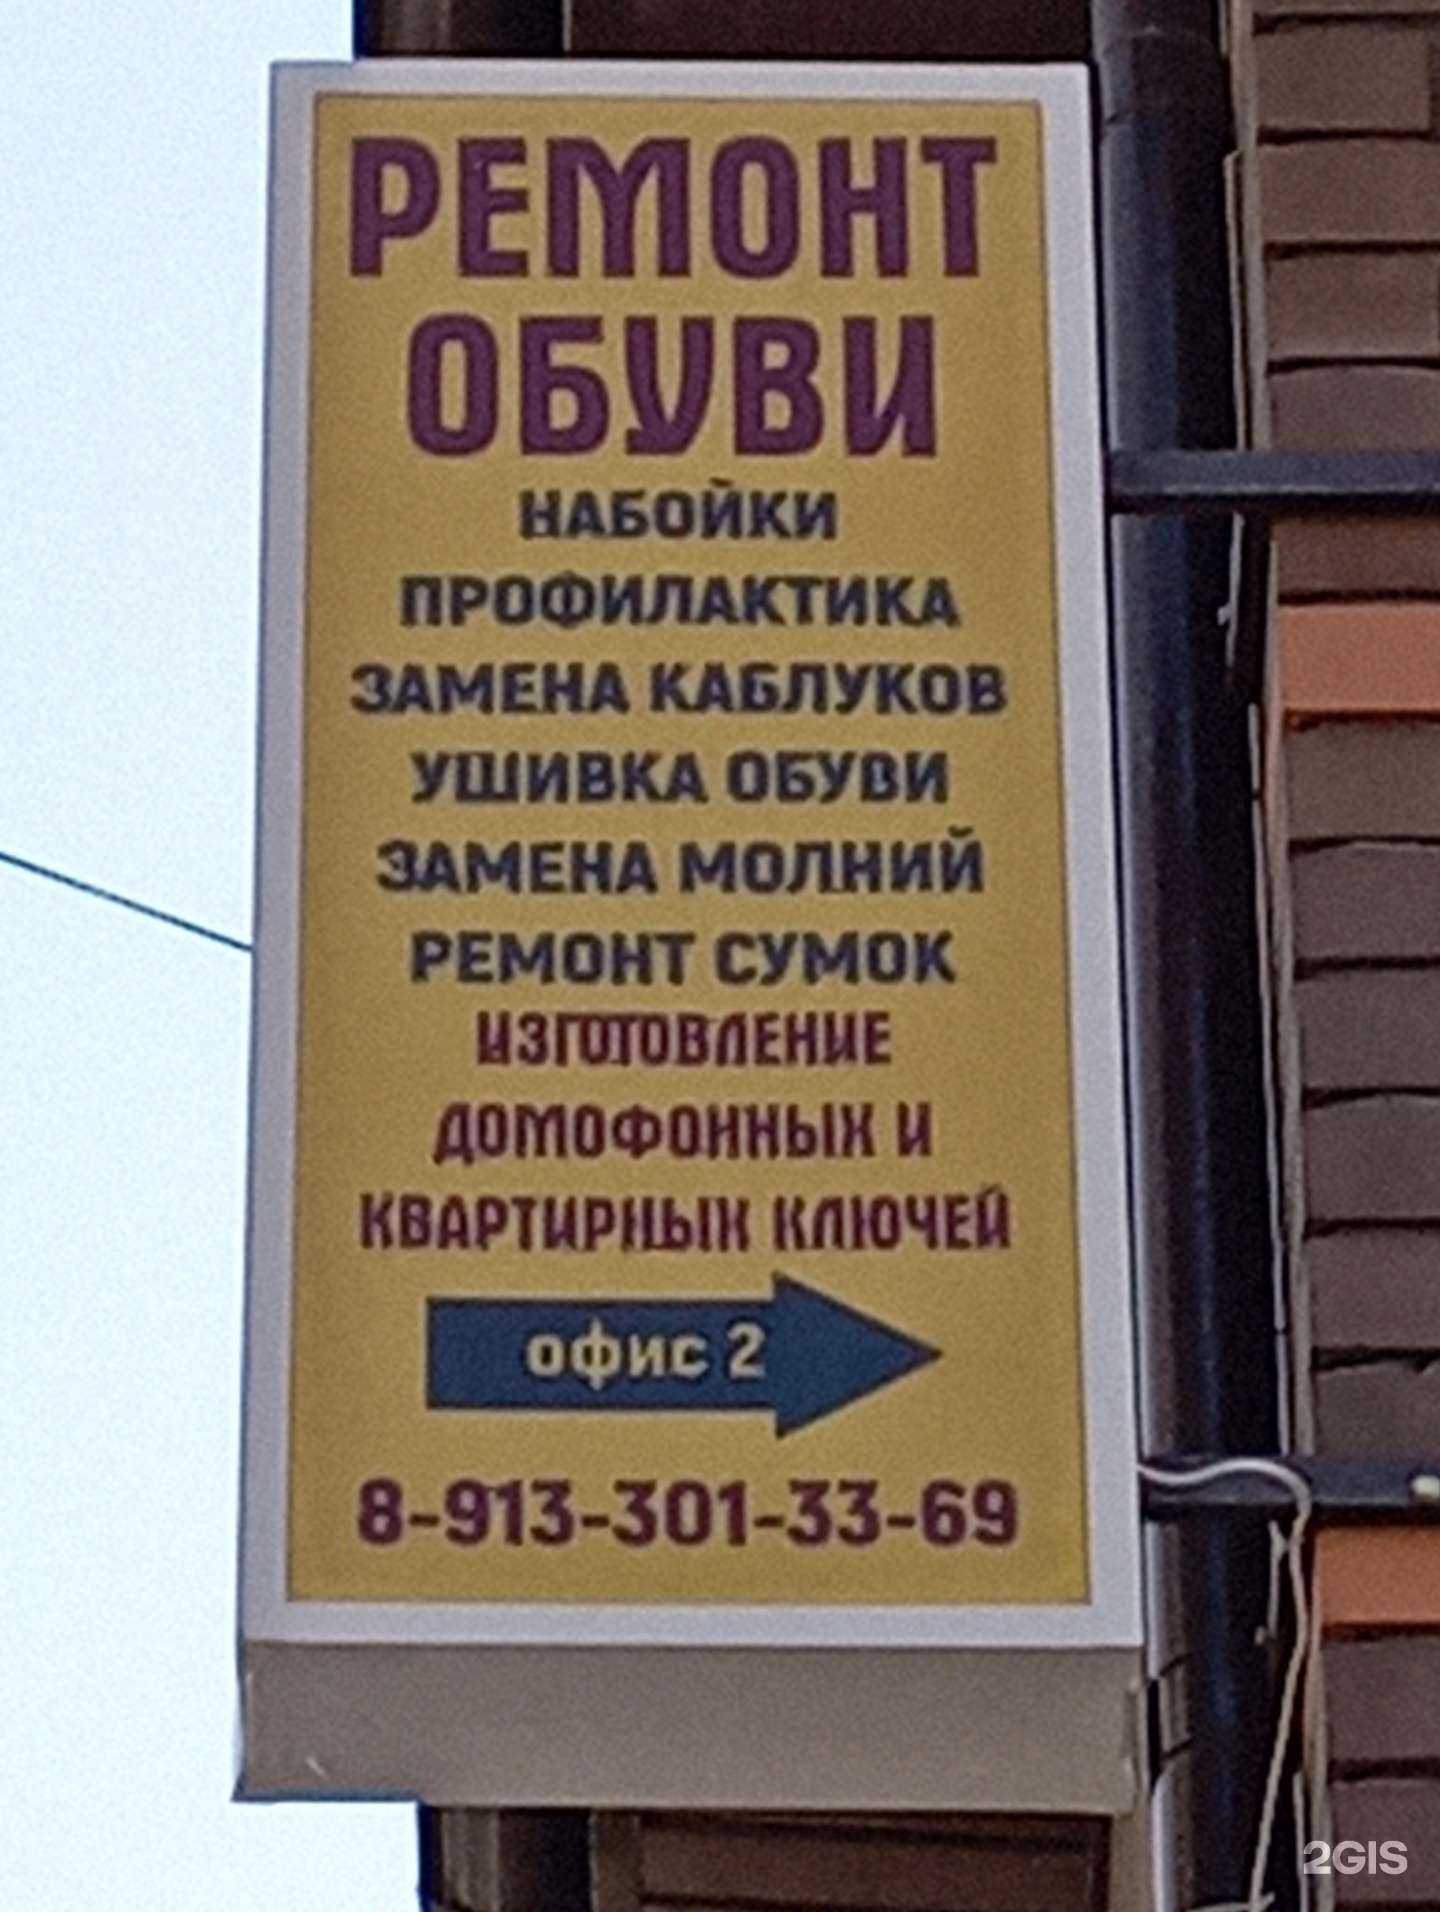 РЕМОНТ
ОБУВИ
НАБОЙКИ
ПРОФИЛАКТИКА
ЗАМЕНА КАБЛУКОВ
УШИВКА ОБУВИ
ЗАМЕНА МОЛНИЙ
РЕМОНТ СУМОК
ИЗГОТОВЛЕНИЕ
ДОМОФОННЫХ И
КВАРТИРНЫХ КЛЮЧЕЙ
офис 2
8-913-301-33-69
2GIS